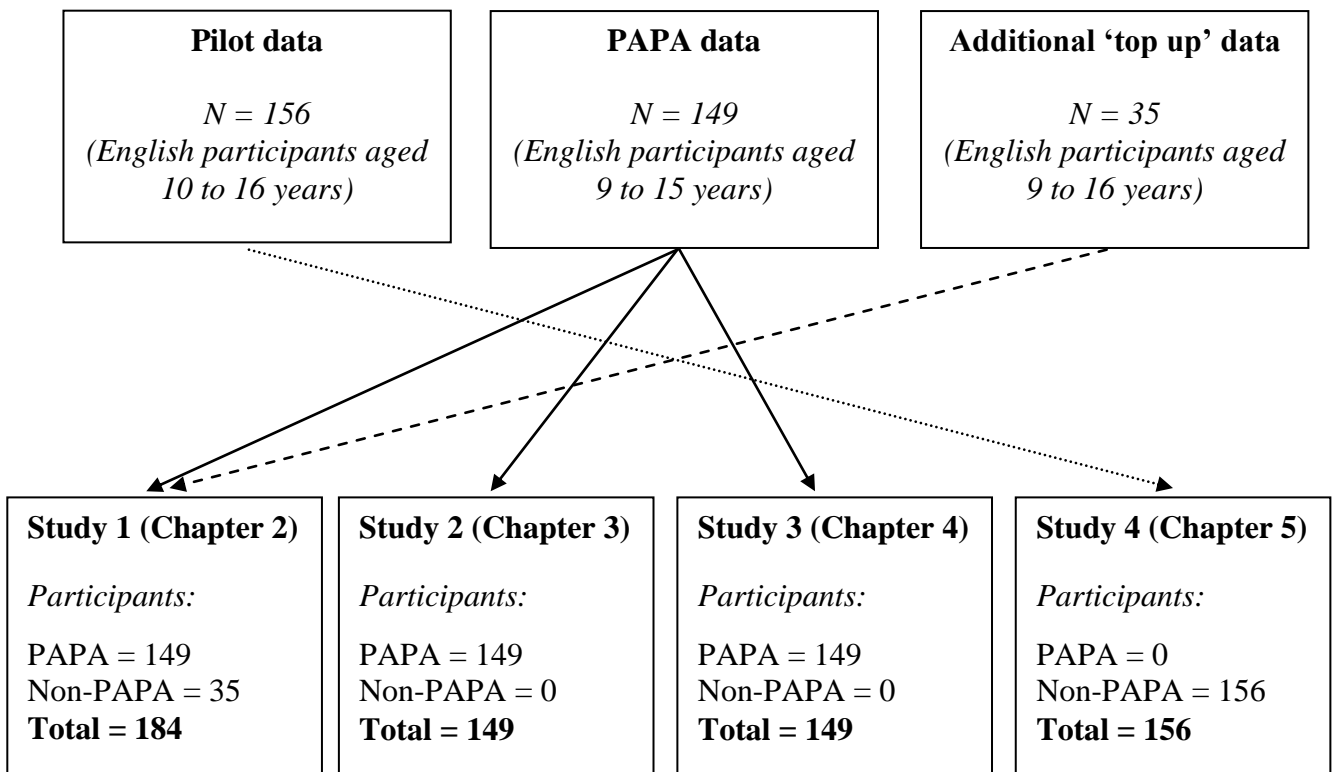 Pilot data
N = 156
(English participants aged
10 to 16 years)
PAPA data
N = 149
(English participants aged
9 to 15 years)
Additional ‘top up’ data
N = 35
(English participants aged
9 to 16 years)
Study 1 (Chapter 2)
Participants:
PAPA = 149
Non-PAPA = 35
Total = 184
Study 2 (Chapter 3)
Participants:
PAPA = 149
Non-PAPA = 0
Total = 149
Study 3 (Chapter 4)
Participants:
PAPA = 149
Non-PAPA = 0
Total = 149
Study 4 (Chapter 5)
Participants:
PAPA = 0
Non-PAPA = 156
Total = 156